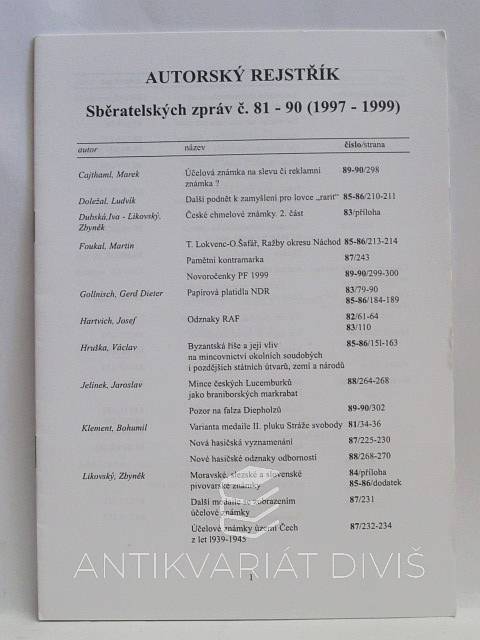 AUTORSKÝ REJSTŘÍK
Sběratelských zpráv č. 81 - 90 (1997 - 1999)
autor název číslo/strana
Cajthaml, Marek Účelová známka na slevu či reklamní 89-90/298
známka ?
Doležal, Ludvík Další podnět k zamyšlení pro lovce „rarit" 85-86/210-211
Dubská,Iva - Likovský, České chmelové známky. 2. část 83/příloha
Zbyněk
Foukal, Martin T. Lokvenc-O.Šafář, Ražby okresu Náchod 85-86/213-214
Pamětní kontramarka 87/243
Novoročenky PF 1999 89-90/299-300
Gollnisch, Gerd Dieter Papírová platidla NDR 83/79-90
85-86/184-189
Hartvich, Josef Odznaky RAF 82/61-64
83/110
Hruška, Václav Byzantská říše a její vliv 85-86/151-163
na mincovnictví okolních soudobých
i pozdějších státních útvarů, zemí a národů
Jelínek, Jaroslav Mince českých Lucemburků 88/264-268
jako braniborských markrabat
Pozor na falza Diepholzů 89-90/302
Klement, Bohumil Varianta medaile II. pluku Stráže svobody 81/34-36
Nová hasičská vyznamenání 87/225-230
Nové hasičské odznaky odbornosti 88/268-270
Likovský, Zbyněk Moravské, slezské a slovenské 84/příloha
pivovarské známky 85-86/dodatek
Další medaile se zobrazením 87/231
účelové známky
Účelové známky území Čech 87/232-234
z let 1939-1945
ANTIKVARIÁT DIVIŠ
1